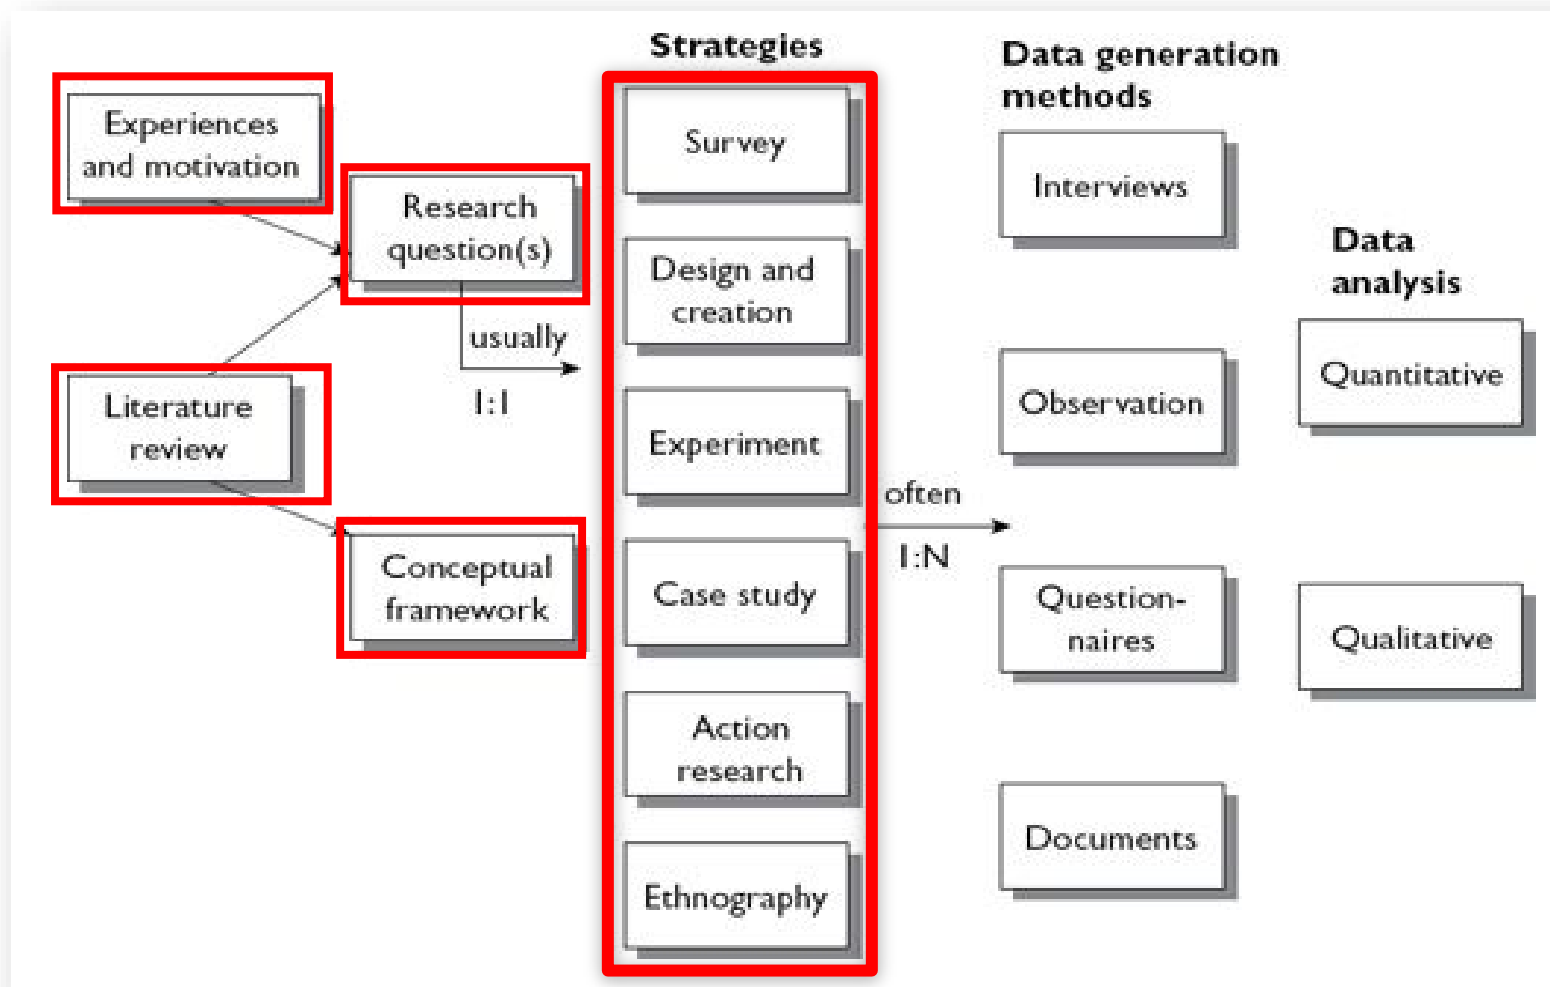 Experiences
and motivation
Literature
review
Research
question(s)
usually
1:1
Conceptual
framework
Strategies
Survey
Design and
creation
Experiment
Case study
Action
research
Ethnography
often
1:N
Data generation
methods
Interviews
Observation
Question-
naires
Documents
Data
analysis
Quantitative
Qualitative